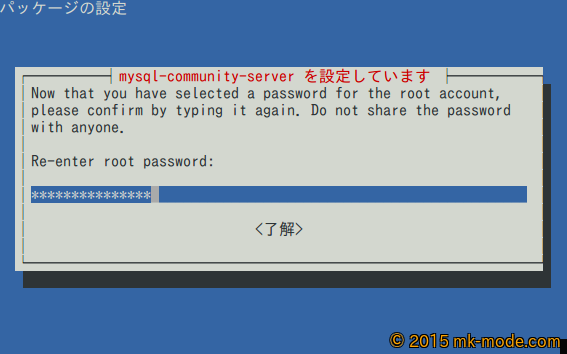 パッケージの設定
mysql-community-server を設定しています
Now that you have selected a password for the root account,
please confirm by typing it again. Do not share the password
with anyone.
Re-enter root password:
***************
<了解>
© 2015 mk-mode.com